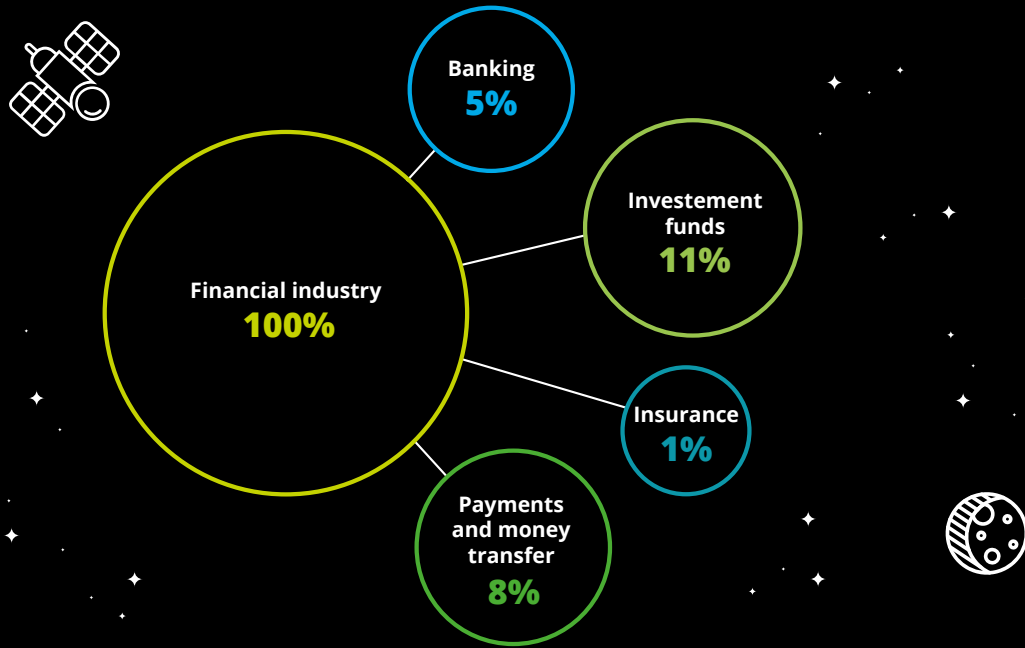 Banking
5%
Investement
funds
11%
Financial industry
100%
Insurance
1%
Payments
and money
transfer
8%